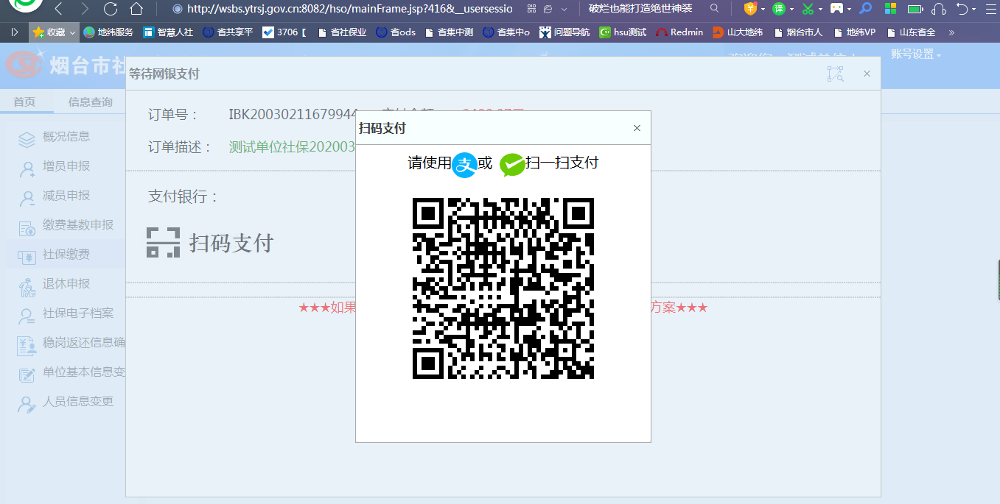 http://wsbs.ytrsj.gov.cn:8082/hso/mainFrame.jsp?416&__usersessio
破烂也能打造绝世神装
收藏 地纬服务 智慧人社 省共享平 3706【 省社保业 省ods 省集中测 省集中o 问题导航 hsu测试 Redmin 山大地纬 烟台市人 地纬VP 山东省全 »
烟台市社
账号设置
首页 信息查询
等待网银支付
概况信息
增员申报
减员申报
缴费基数申报
社保缴费
退休申报
社保电子档案
稳岗返还信息确
单位基本信息变
人员信息变更
订单号： IBK20030211679944
订单描述： 测试单位社保202003
支付银行：
扫码支付
★★★如果
方案★★★
扫码支付
请使用支或 扫一扫支付